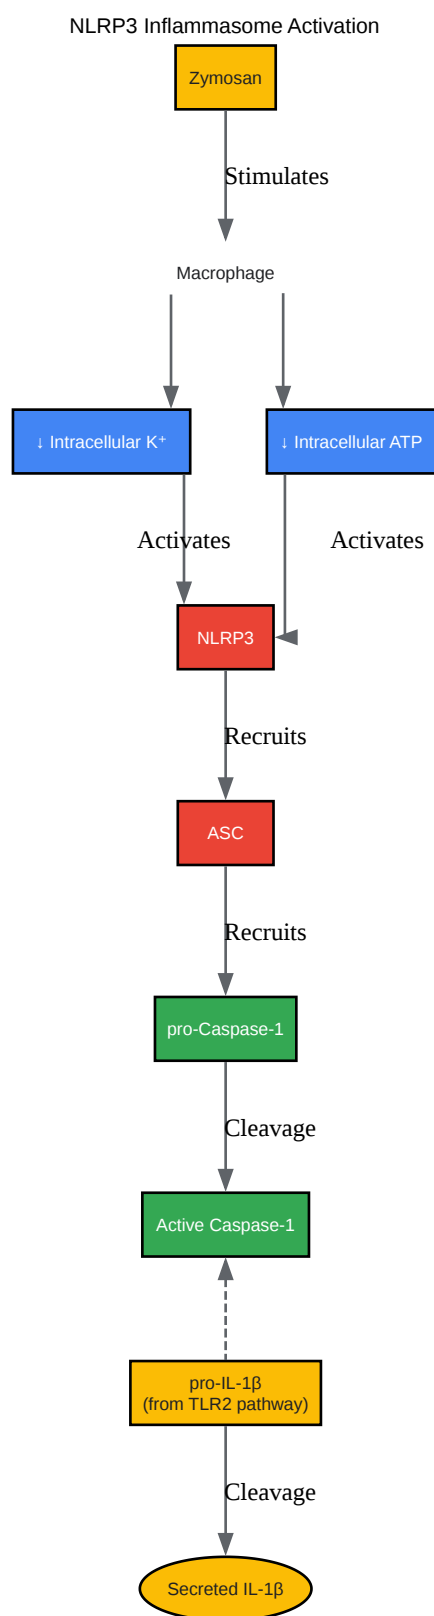 NLRP3 Inflammasome Activation
Zymosan
Stimulates
Macrophage
↓ Intracellular K⁺
↓ Intracellular ATP
Activates
Activates
NLRP3
Recruits
ASC
Recruits
pro-Caspase-1
Cleavage
Active Caspase-1
pro-IL-1β
(from TLR2 pathway)
Cleavage
Secreted IL-1β